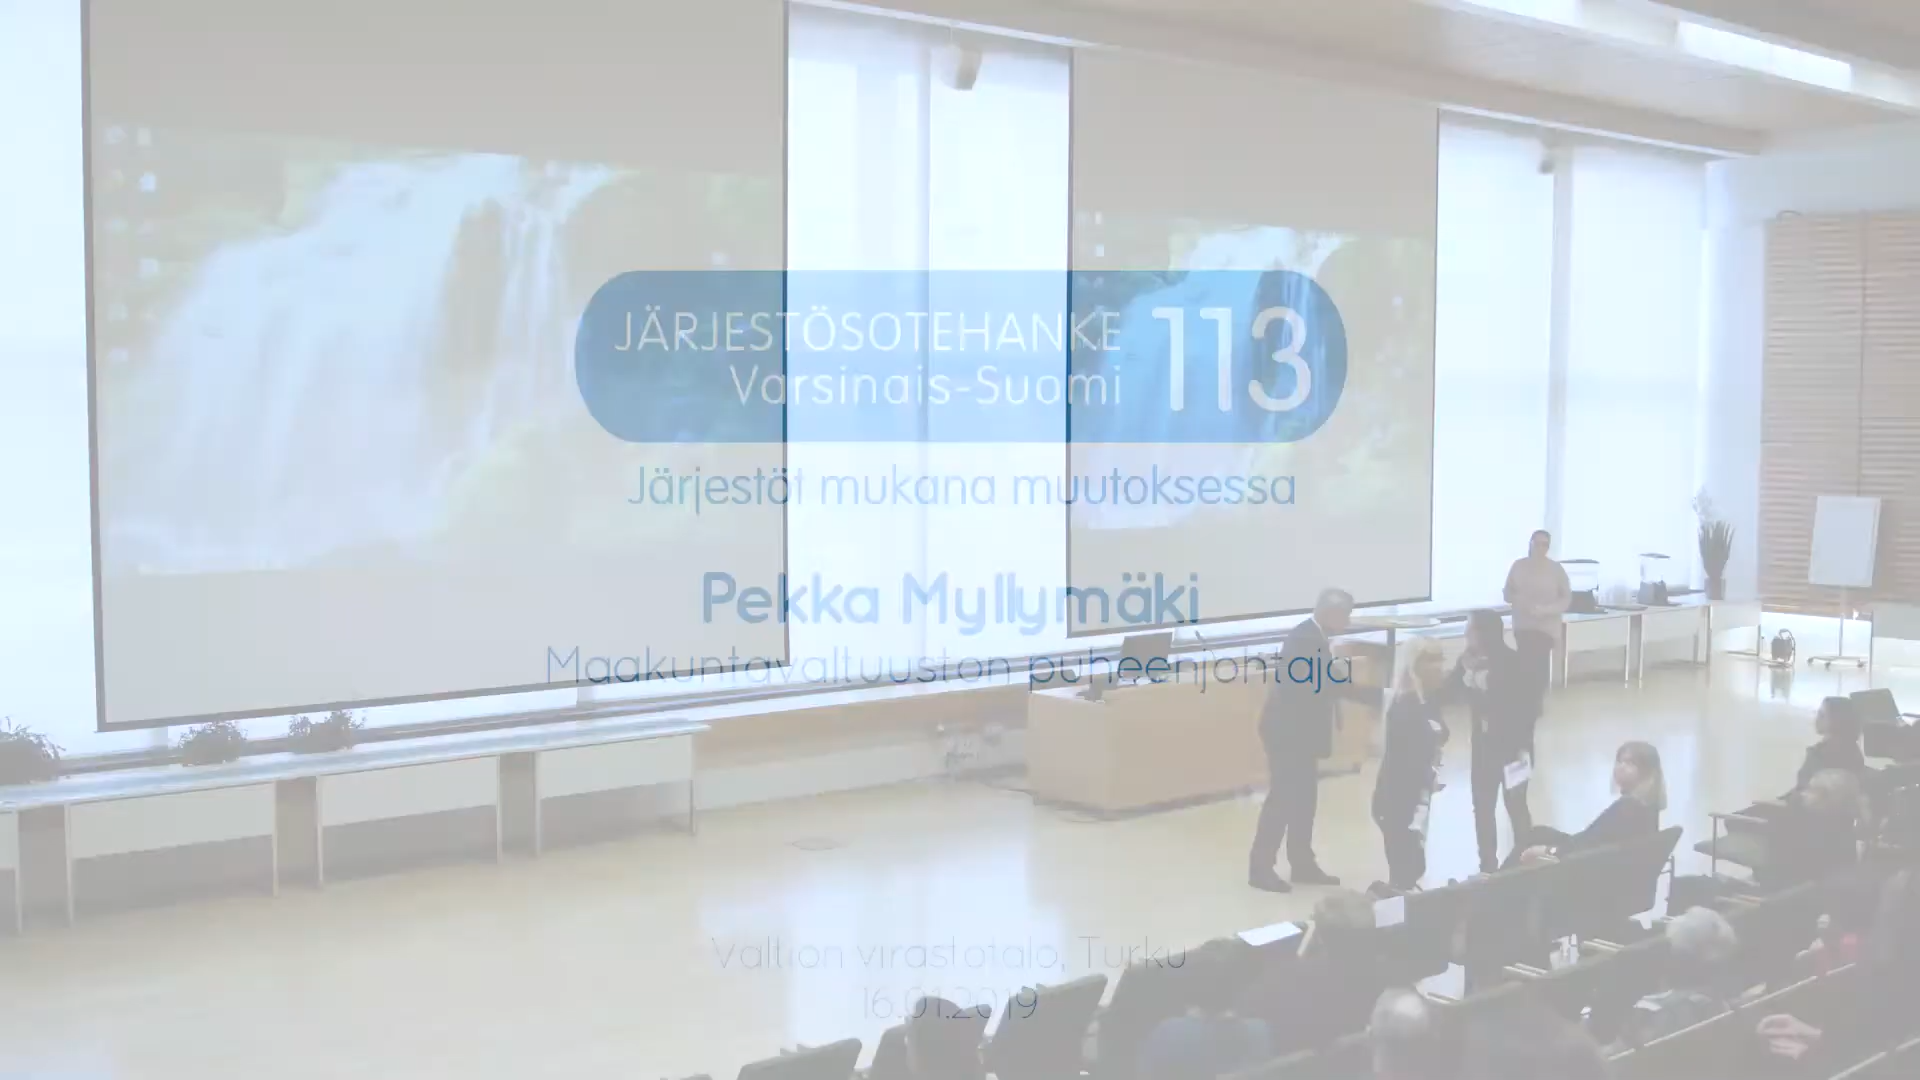 JÄRJESTÖSOTEHANKE 113
Varsinais-Suomi
Järjestöt mukana muutoksessa
Pekka Myllymäki
Maakuntavaltuuston puheenjohtaja
Valtion virastotalo, Turku
16.01.2019